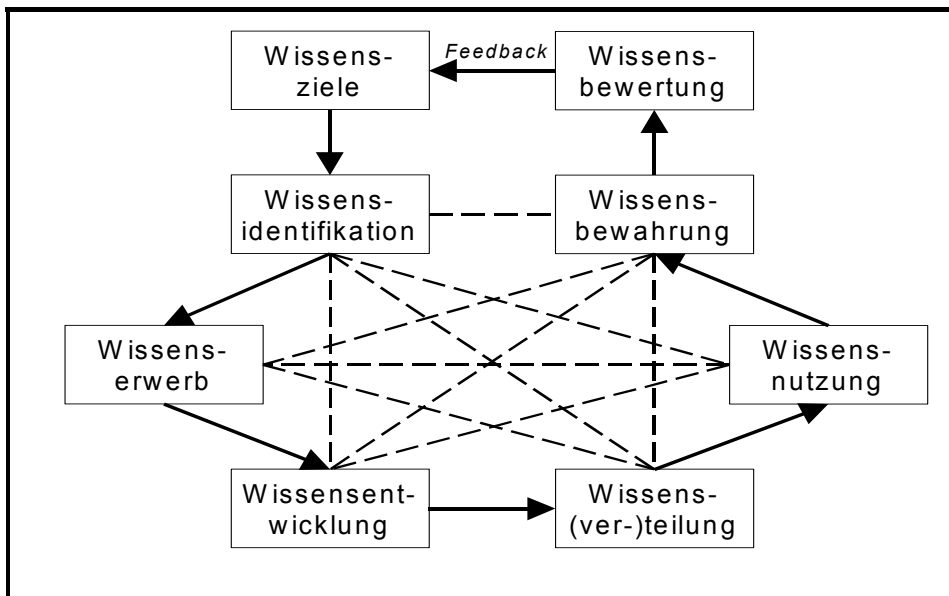 Wissens-
ziele
Feedback
Wissens-
bewertung
Wissens-
identifikation
Wissens-
bewahrung
Wissens-
erwerb
Wissens-
nutzung
Wissensent-
wicklung
Wissens-
(ver-)teilung